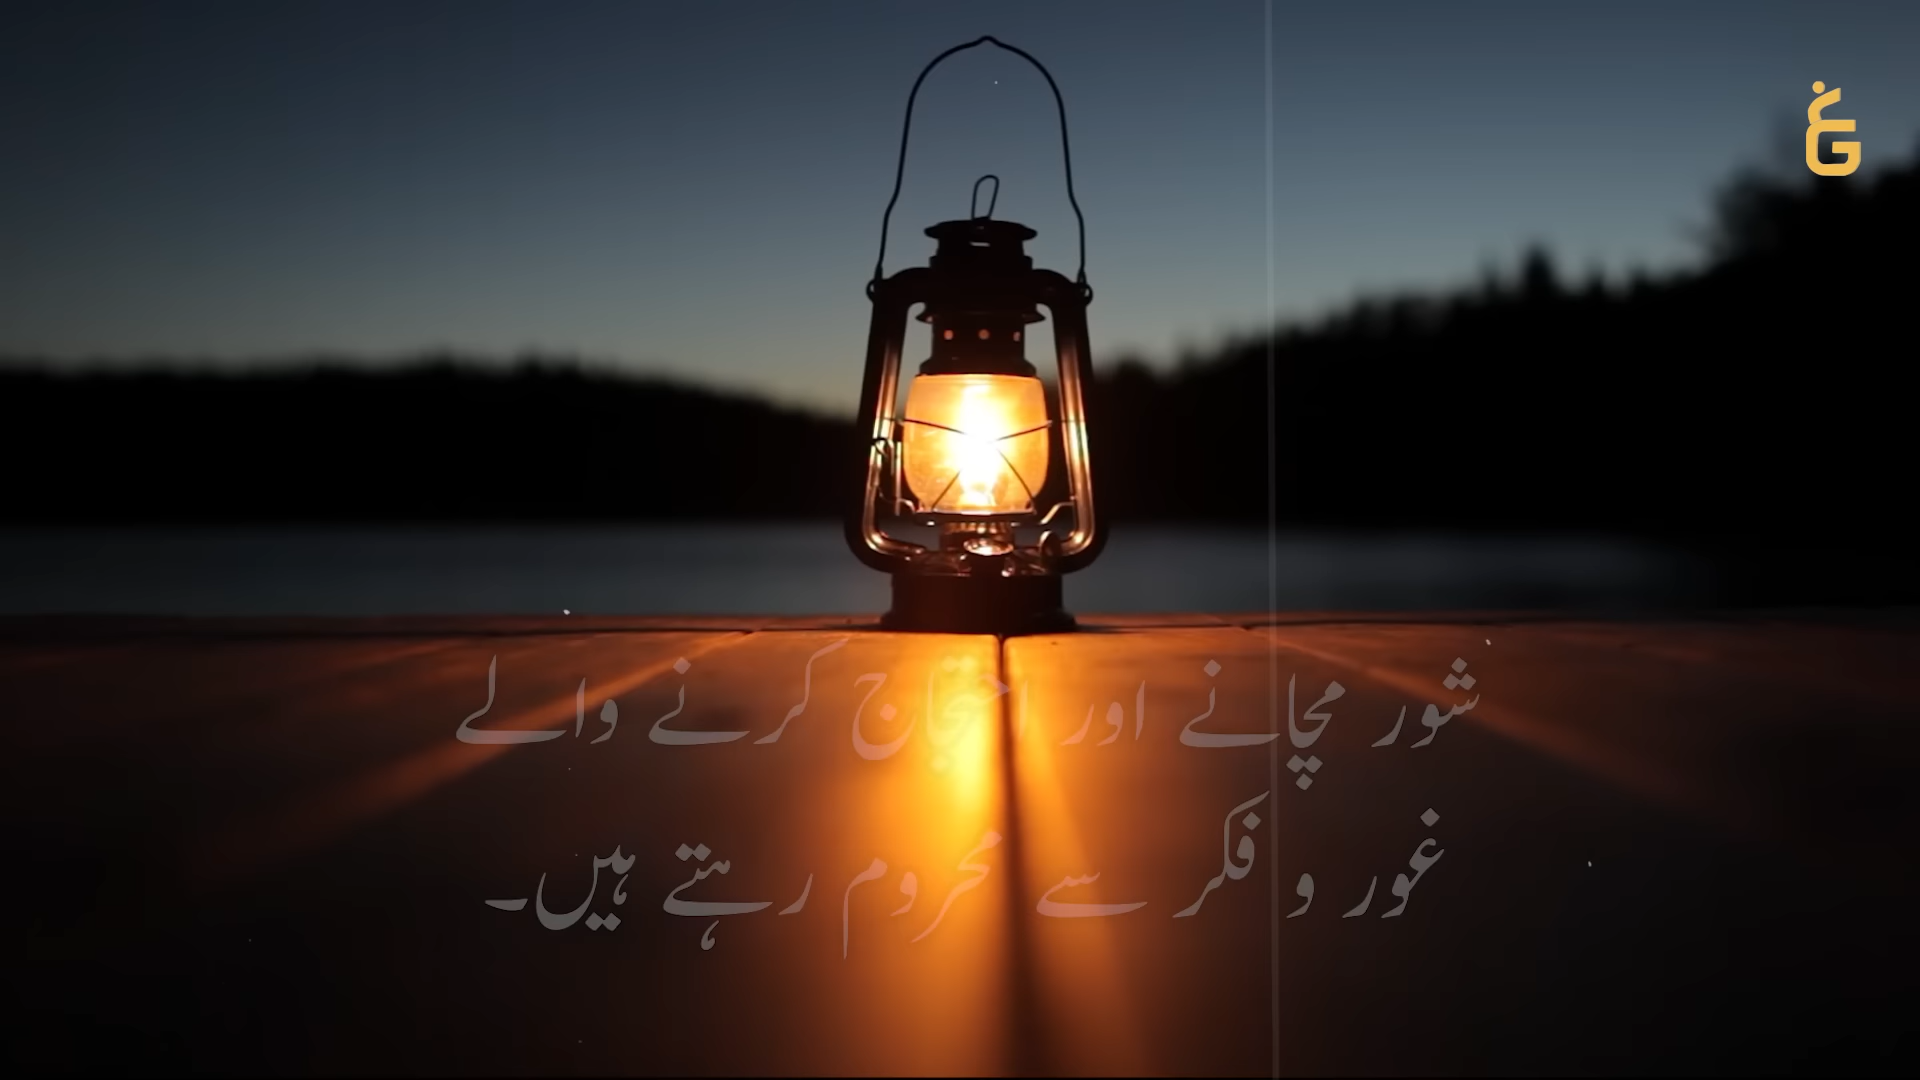 شور مچانے اور احتجاج کرنے والے
غور و فکر سے محروم رہتے ہیں۔